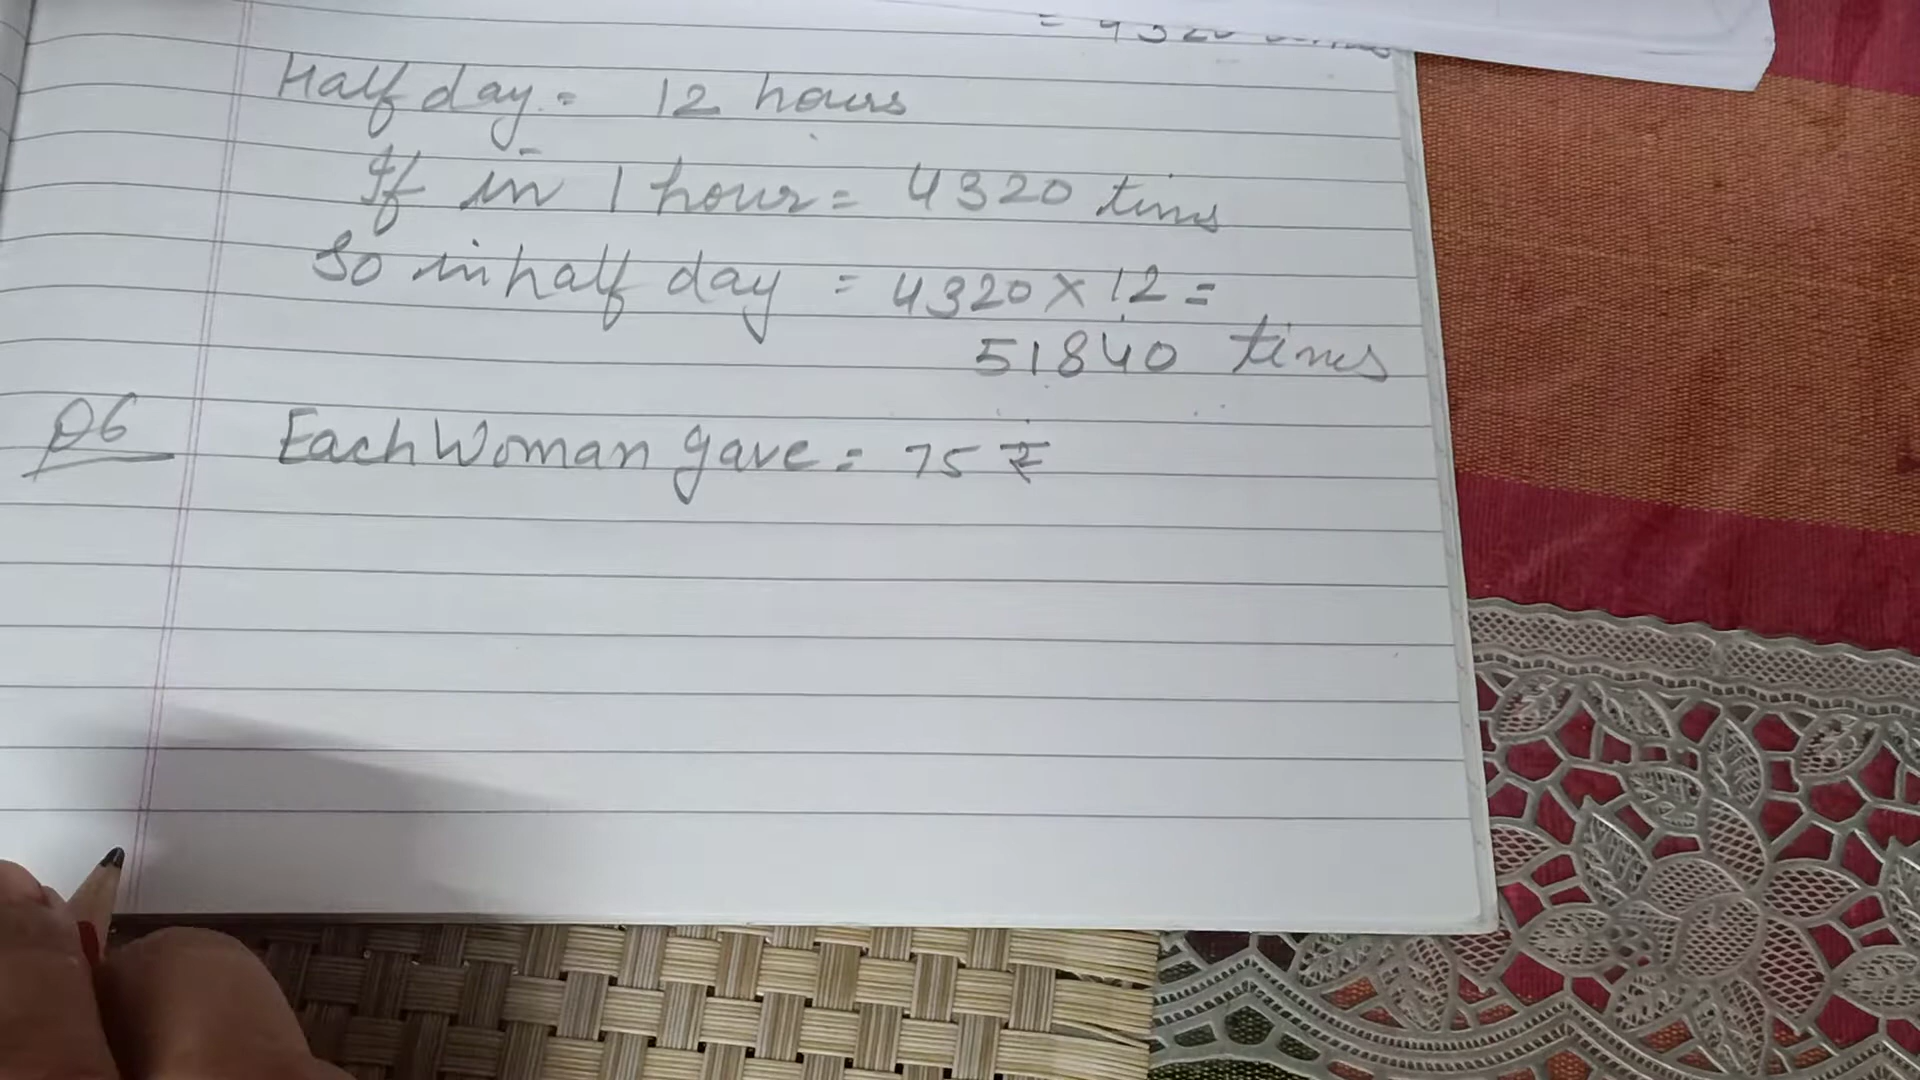 = 4320
Half day = 12 hours
If in 1 hour = 4320 times
So in half day = 4320 x 12 =
51840 times
Q6 Each Woman gave = 75 ₹